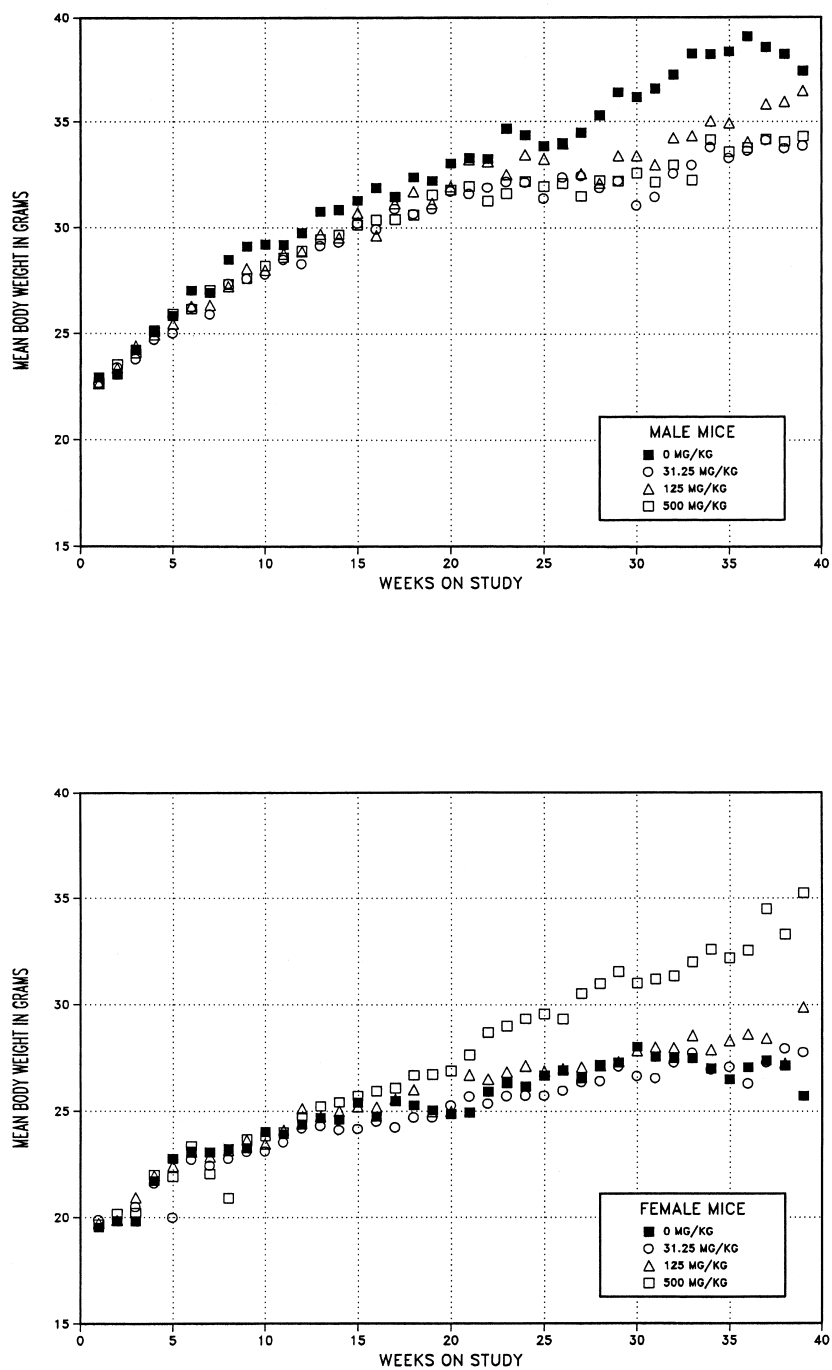 40
35
30
25
20
15
MEAN BODY WEIGHT IN GRAMS
MALE MICE
0 MG/KG
31.25 MG/KG
125 MG/KG
500 MG/KG
0 5 10 15 20 25 30 35 40
WEEKS ON STUDY
40
35
30
25
20
15
MEAN BODY WEIGHT IN GRAMS
FEMALE MICE
0 MG/KG
31.25 MG/KG
125 MG/KG
500 MG/KG
0 5 10 15 20 25 30 35 40
WEEKS ON STUDY